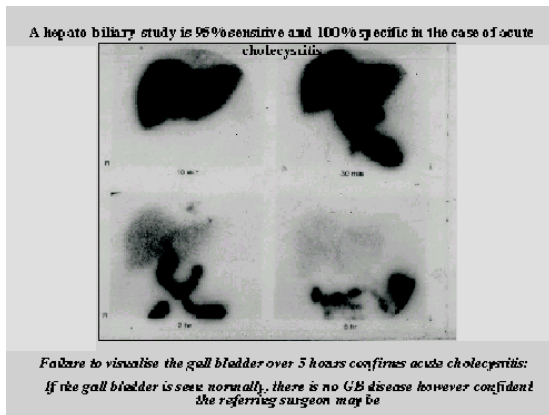 A hepato biliary study is 95% sensitive and 100% specific in the case of acute
cholecystitis
10 min
30 min
2 hr
Failure to visualise the gall bladder over 5 hours confirms acute cholecystitis:
If the gall bladder is seen normally, there is no GB disease however confident
the referring surgeon may be